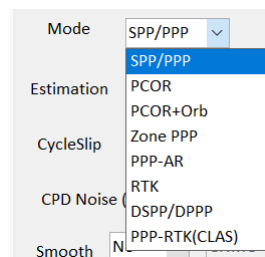 Mode SPP/PPP
SPP/PPP
PCOR
Estimation
PCOR+Orb
Zone PPP
CycleSlip
PPP-AR
RTK
CPD Noise (
DSPP/DPPP
PPP-RTK(CLAS)
Smooth